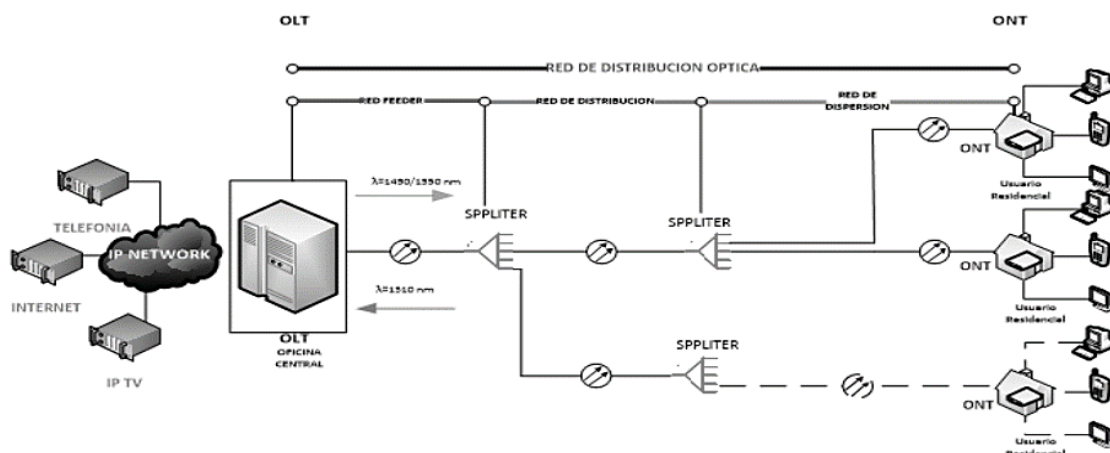 OLT
ONT
RED DE DISTRIBUCION OPTICA
RED FEEDER
RED DE DISTRIBUCION
RED DE
DISPERSION
λ=1490/1550 nm
SPPLITER
SPPLITER
ONT
Usuario
Residencial
TELEFONIA
IP NETWORK
INTERNET
λ=1310 nm
ONT
Usuario
Residencial
OLT
OFICINA
CENTRAL
IP TV
SPPLITER
ONT
Usuario
Residencial